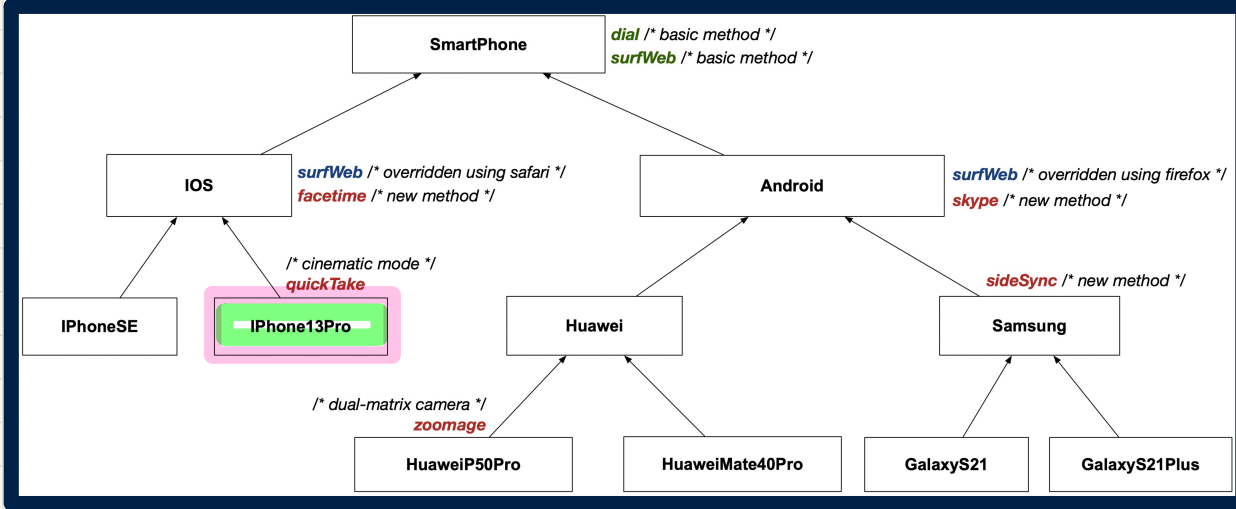 SmartPhone
dial /* basic method */
surfWeb /* basic method */
IOS
surfWeb /* overridden using safari */
facetime /* new method */
Android
surfWeb /* overridden using firefox */
skype /* new method */
/* cinematic mode */
quickTake
sideSync /* new method */
IPhoneSE
IPhone13Pro
Huawei
Samsung
/* dual-matrix camera */
zoomage
HuaweiP50Pro
HuaweiMate40Pro
GalaxyS21
GalaxyS21Plus